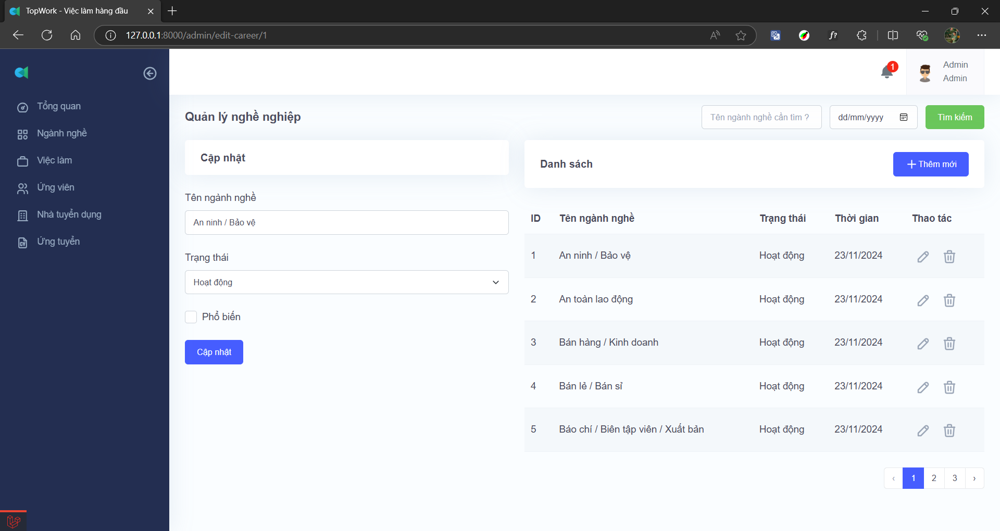 TopWork - Việc làm hàng đầu
127.0.0.1:8000/admin/edit-career/1
1
Admin
Admin
Tổng quan
Ngành nghề
Việc làm
Ứng viên
Nhà tuyển dụng
Ứng tuyển
Quản lý nghề nghiệp
Tên ngành nghề cần tìm ?
dd/mm/yyyy
Tìm kiếm
Cập nhật
Tên ngành nghề
An ninh / Bảo vệ
Trạng thái
Hoạt động
Phổ biến
Cập nhật
Danh sách
Thêm mới
ID Tên ngành nghề Trạng thái Thời gian Thao tác
1 An ninh / Bảo vệ Hoạt động 23/11/2024
2 An toàn lao động Hoạt động 23/11/2024
3 Bán hàng / Kinh doanh Hoạt động 23/11/2024
4 Bán lẻ / Bán sỉ Hoạt động 23/11/2024
5 Báo chí / Biên tập viên / Xuất bản Hoạt động 23/11/2024
‹ 1 2 3 ›